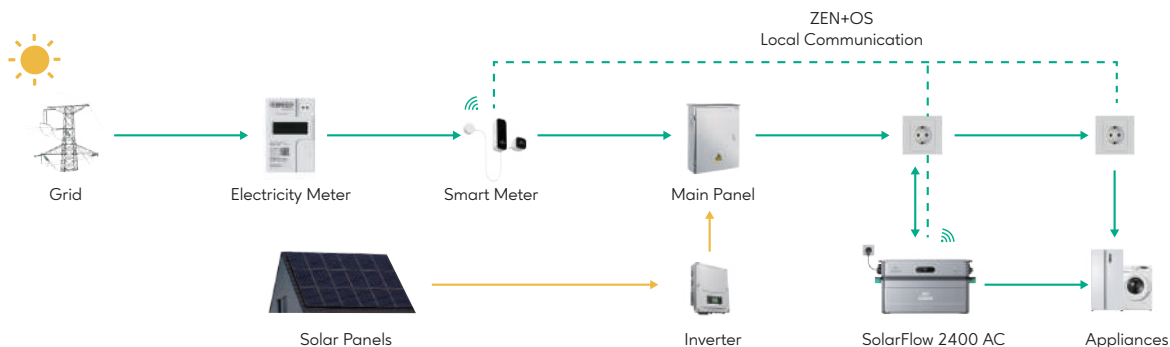 ZEN+OS
Local Communication
Grid
Electricity Meter
Smart Meter
Main Panel
Solar Panels
Inverter
SolarFlow 2400 AC
Appliances